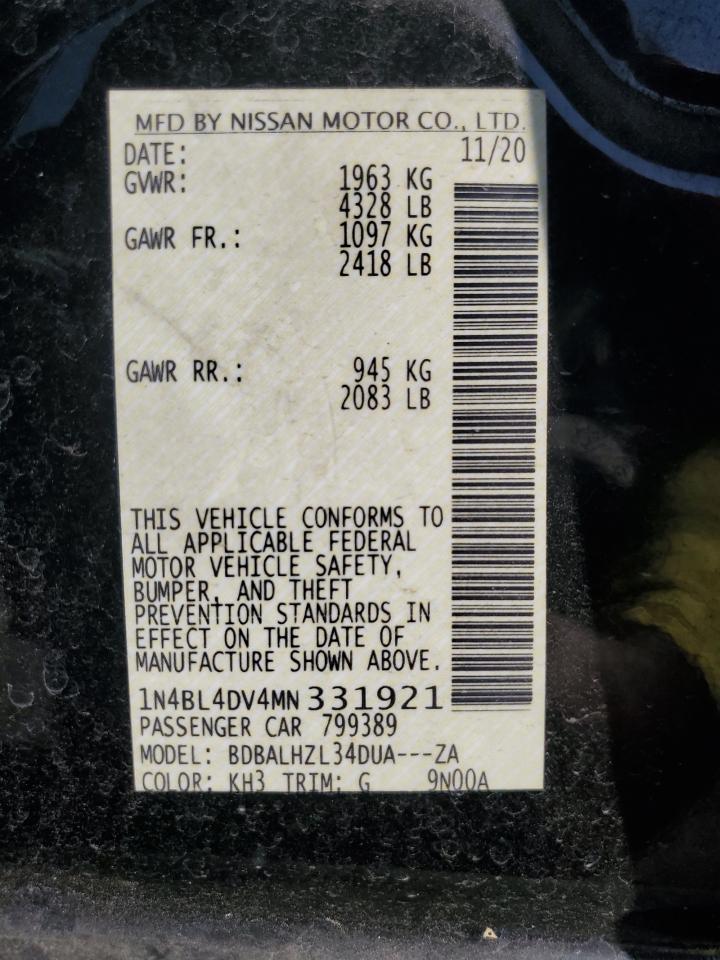 MFD BY NISSAN MOTOR CO., LTD.
DATE: 11/20
GVWR: 1963 KG
4328 LB
GAWR FR.: 1097 KG
2418 LB
GAWR RR.: 945 KG
2083 LB
THIS VEHICLE CONFORMS TO
ALL APPLICABLE FEDERAL
MOTOR VEHICLE SAFETY,
BUMPER, AND THEFT
PREVENTION STANDARDS IN
EFFECT ON THE DATE OF
MANUFACTURE SHOWN ABOVE.
1N4BL4DV4MN331921
PASSENGER CAR 799389
MODEL: BDBALHZL34DUA---ZA
COLOR: KH3 TRIM: G 9N00A